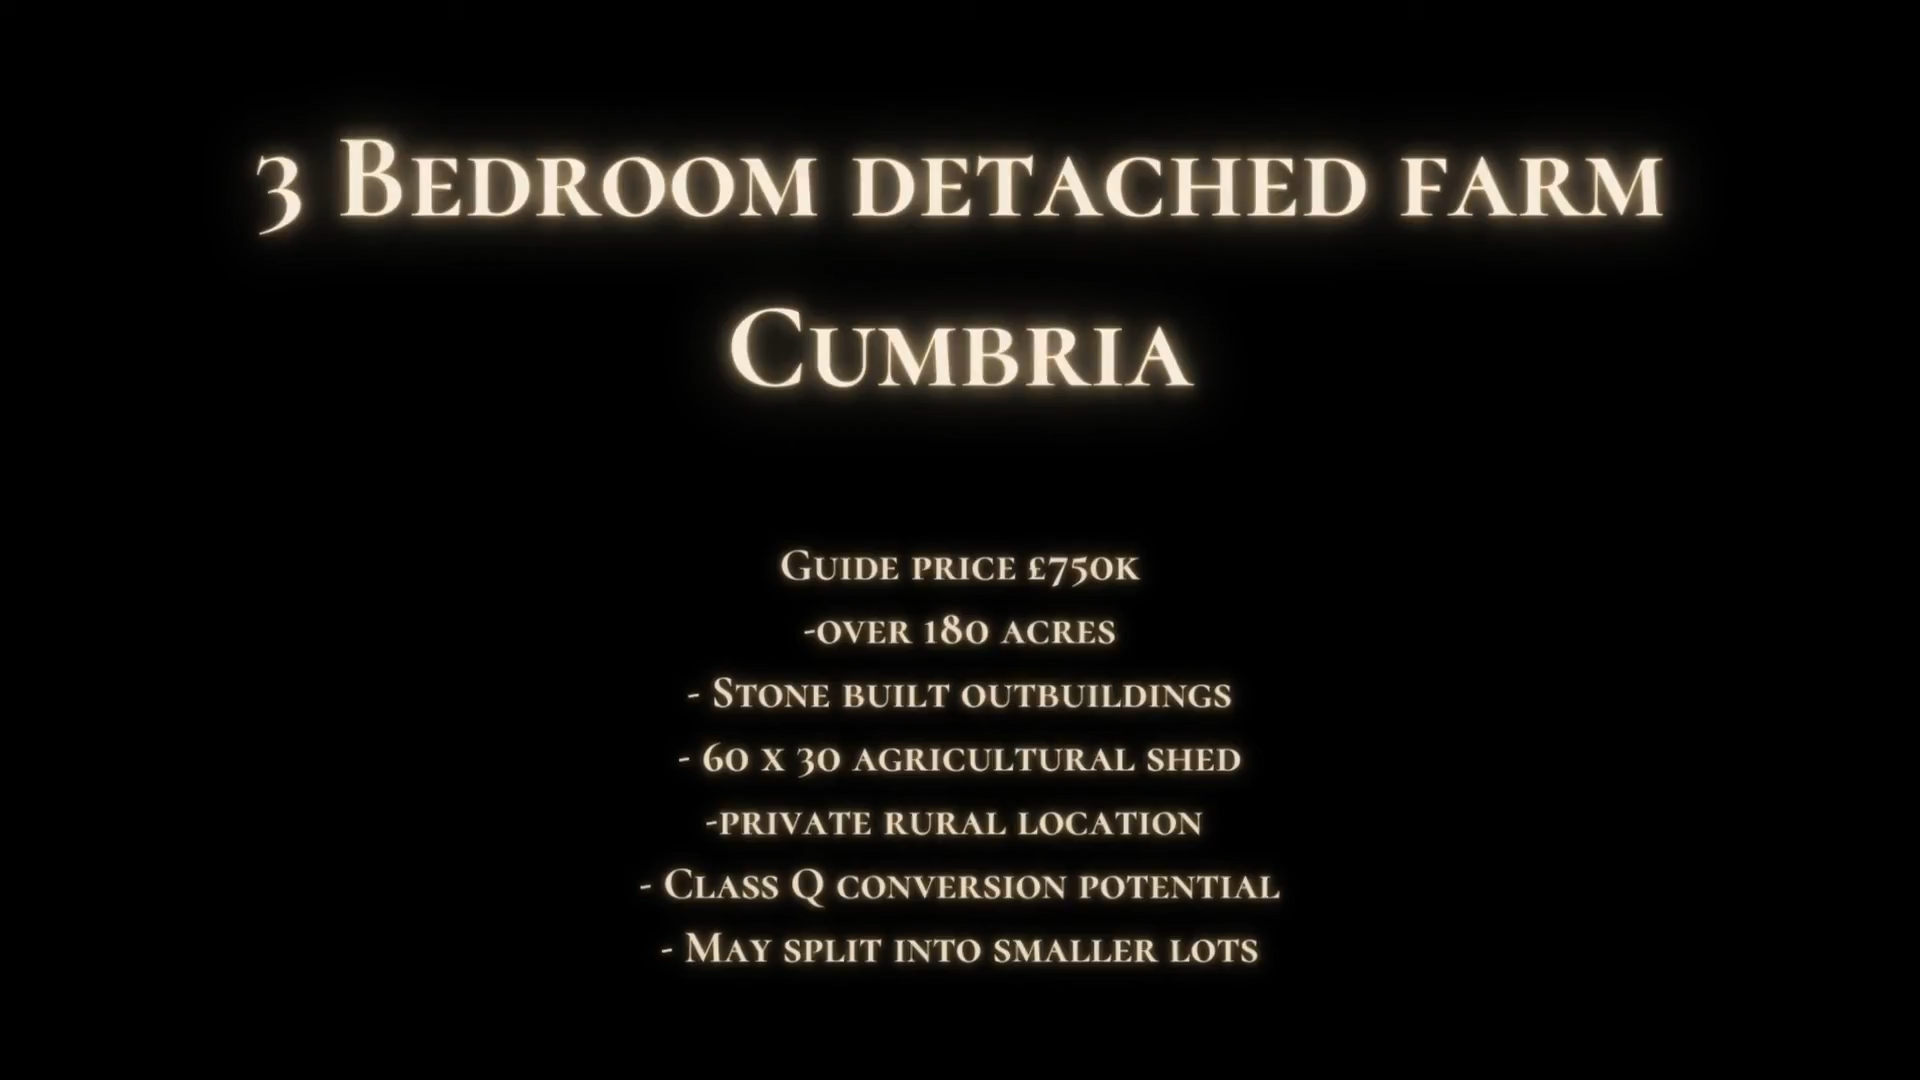 3 Bedroom detached farm
Cumbria
Guide price £750k
-over 180 acres
- Stone built outbuildings
- 60 x 30 agricultural shed
-private rural location
- Class Q conversion potential
- May split into smaller lots